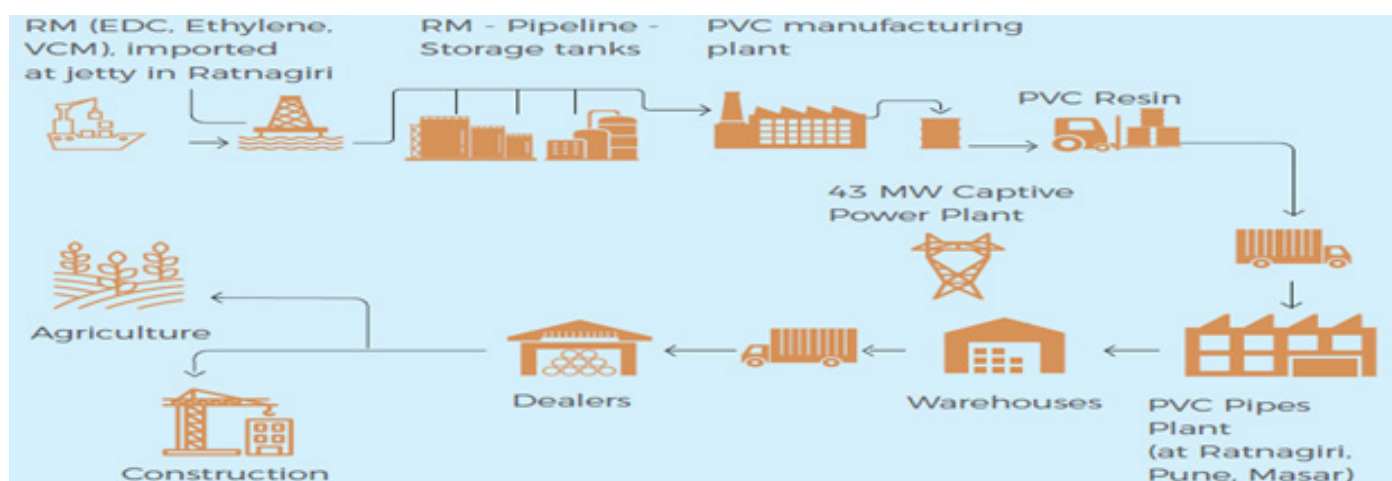 RM (EDC, Ethylene,
VCM), imported
at jetty in Ratnagiri
RM - Pipeline -
Storage tanks
PVC manufacturing
plant
PVC Resin
43 MW Captive
Power Plant
Agriculture
Dealers
Warehouses
PVC Pipes
Plant
(at Ratnagiri,
Pune, Masar)
Construction